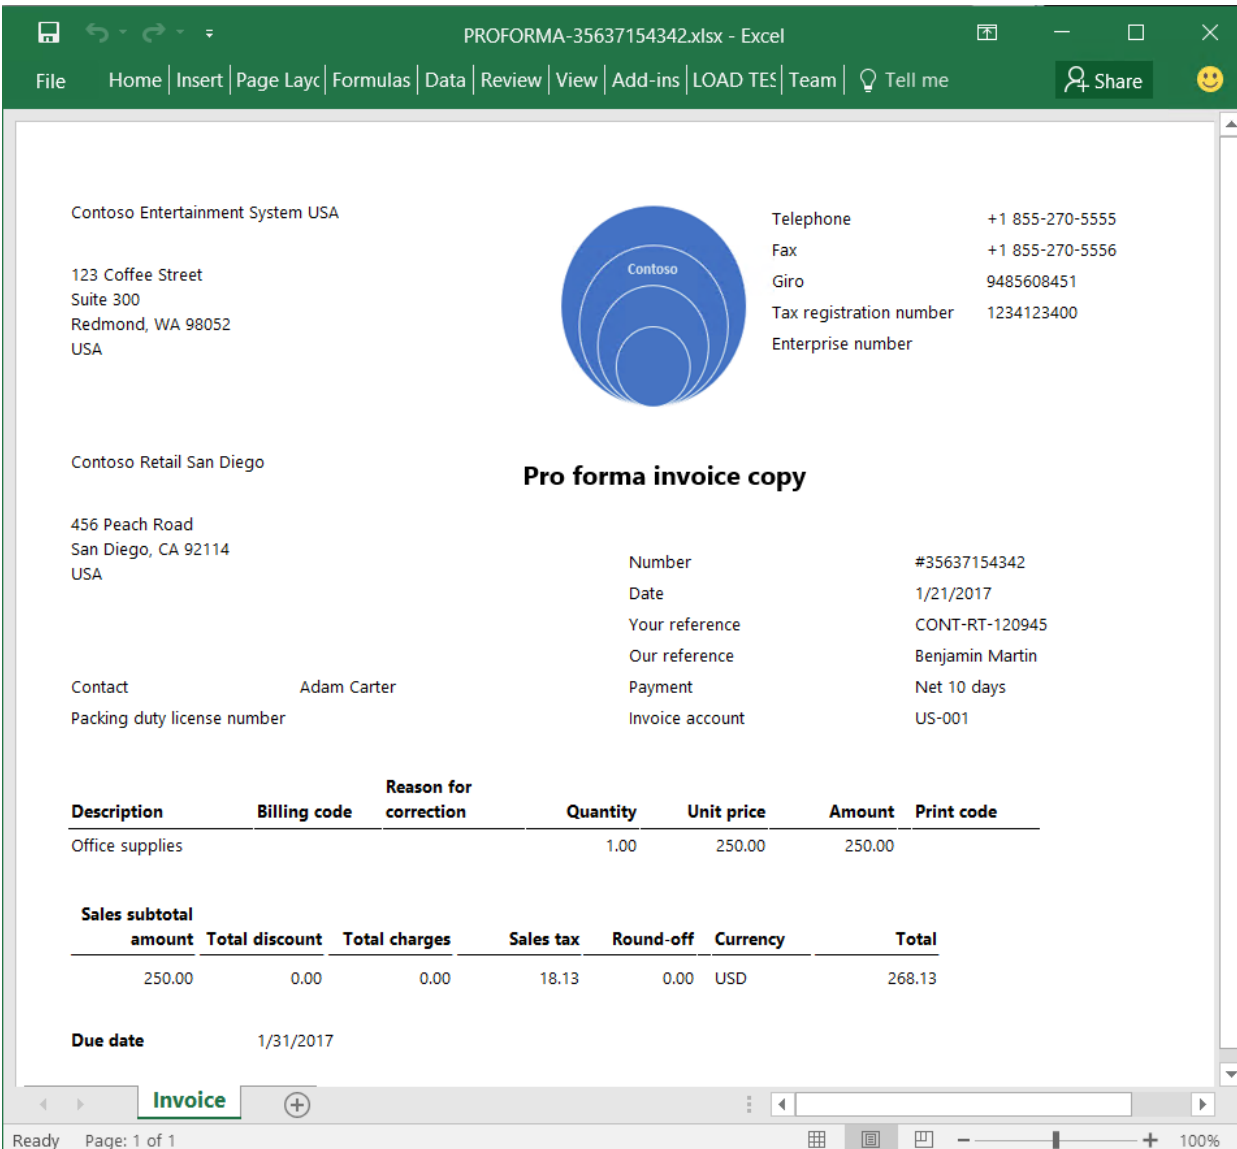 PROFORMA-35637154342.xlsx - Excel
File Home Insert Page Layc Formulas Data Review View Add-ins LOAD TES Team Tell me Share
Contoso Entertainment System USA
123 Coffee Street
Suite 300
Redmond, WA 98052
USA
Contoso
Telephone +1 855-270-5555
Fax +1 855-270-5556
Giro 9485608451
Tax registration number 1234123400
Enterprise number
Contoso Retail San Diego
Pro forma invoice copy
456 Peach Road
San Diego, CA 92114
USA
Number #35637154342
Date 1/21/2017
Your reference CONT-RT-120945
Our reference Benjamin Martin
Contact Adam Carter Payment Net 10 days
Packing duty license number Invoice account US-001
Reason for
Description Billing code correction Quantity Unit price Amount Print code
Office supplies 1.00 250.00 250.00
Sales subtotal
amount Total discount Total charges Sales tax Round-off Currency Total
250.00 0.00 0.00 18.13 0.00 USD 268.13
Due date 1/31/2017
Invoice
Ready Page: 1 of 1 100%